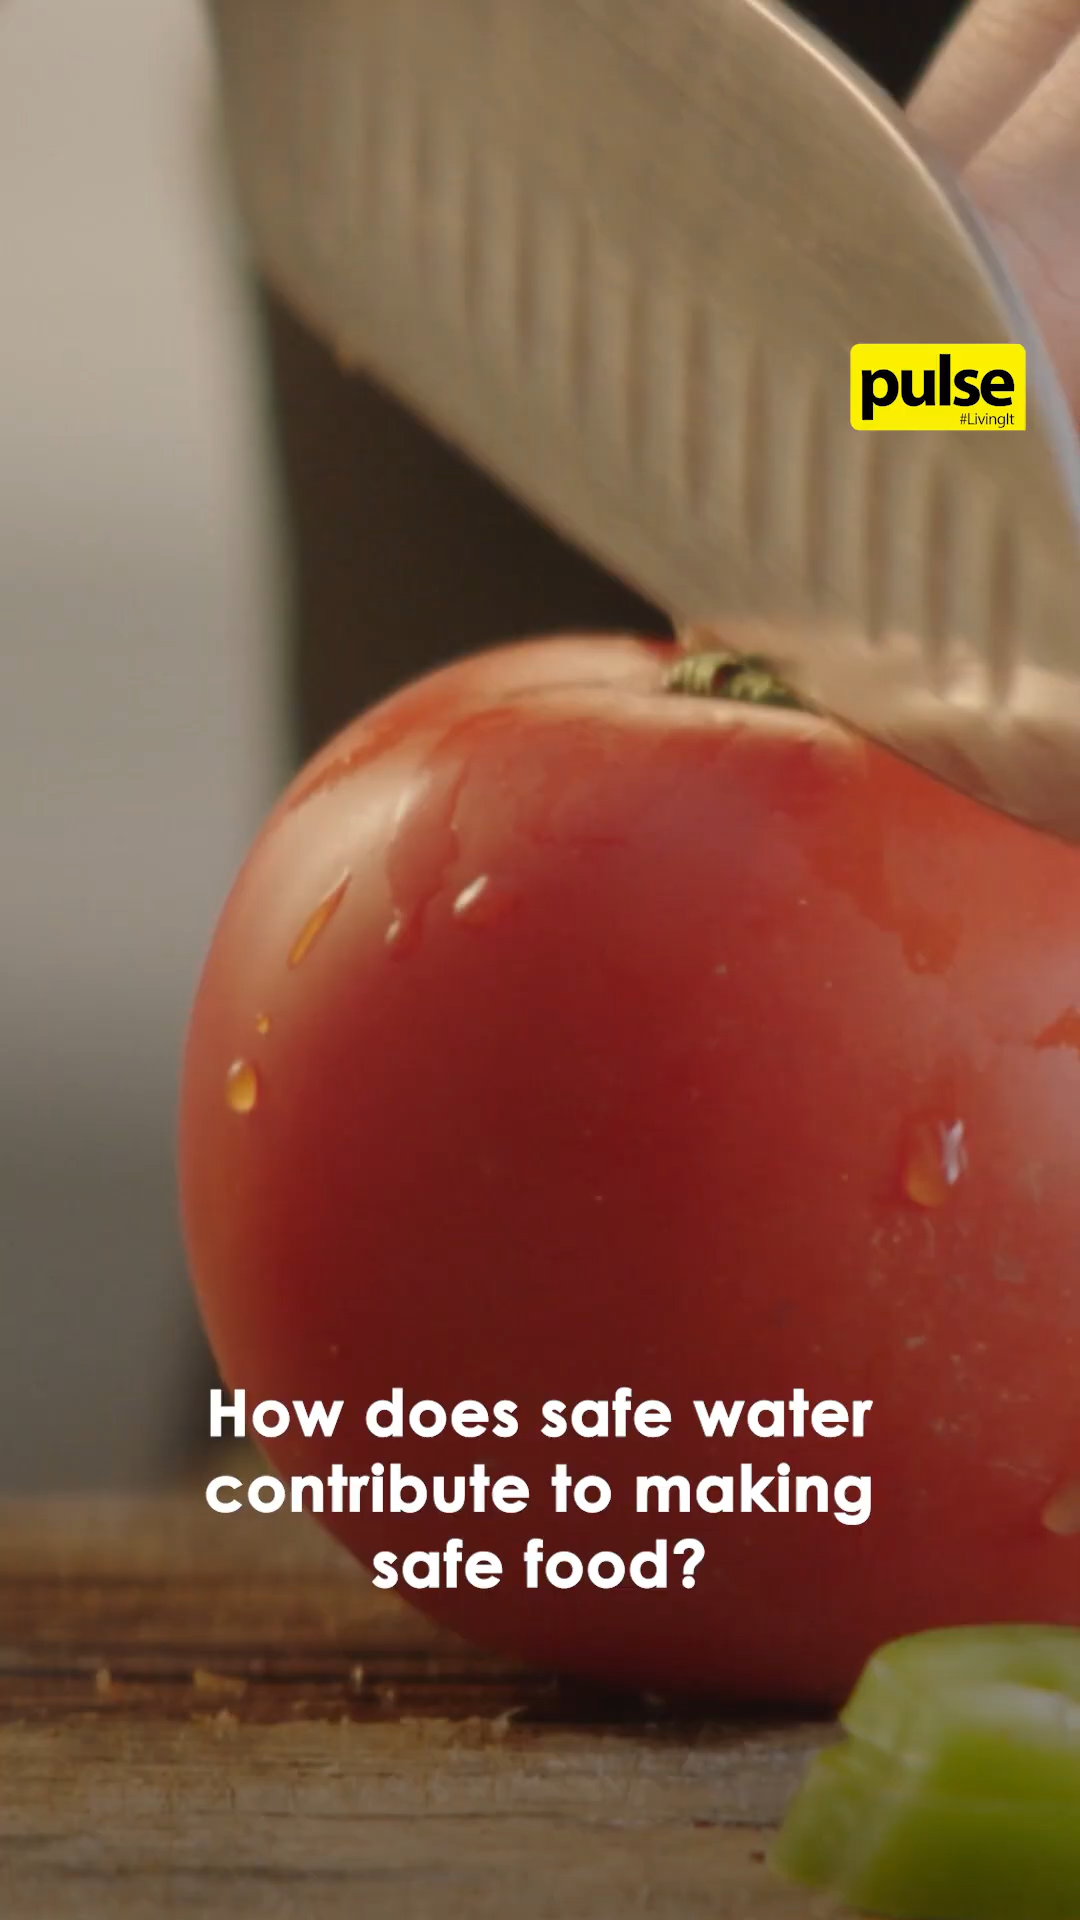 pulse
#LivingIt
How does safe water
contribute to making
safe food?